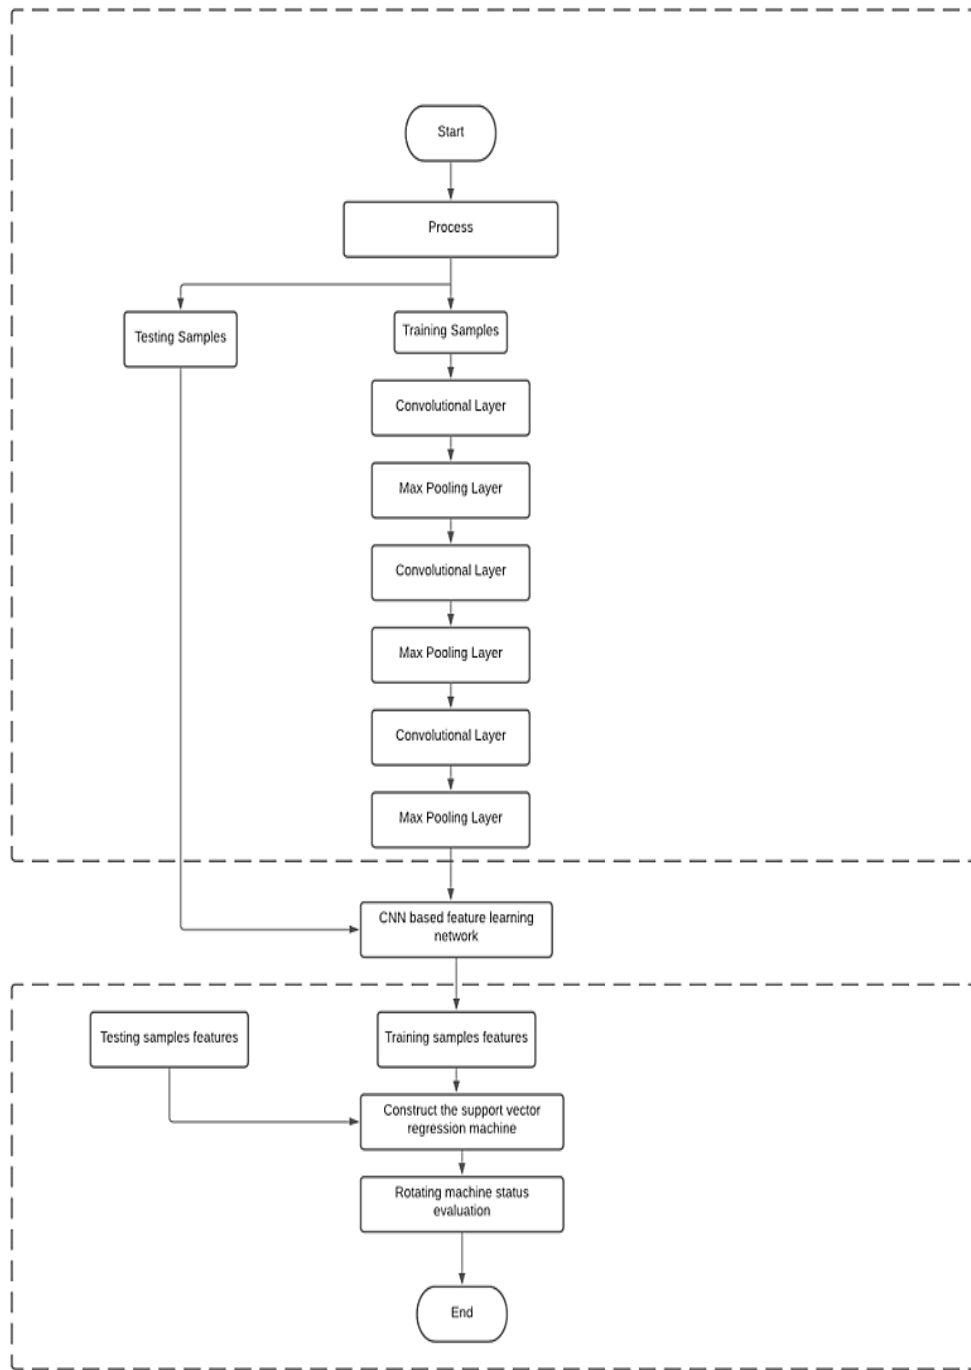 Start
Process
Testing Samples
Training Samples
Convolutional Layer
Max Pooling Layer
Convolutional Layer
Max Pooling Layer
Convolutional Layer
Max Pooling Layer
CNN based feature learning
network
Testing samples features
Training samples features
Construct the support vector
regression machine
Rotating machine status
evaluation
End